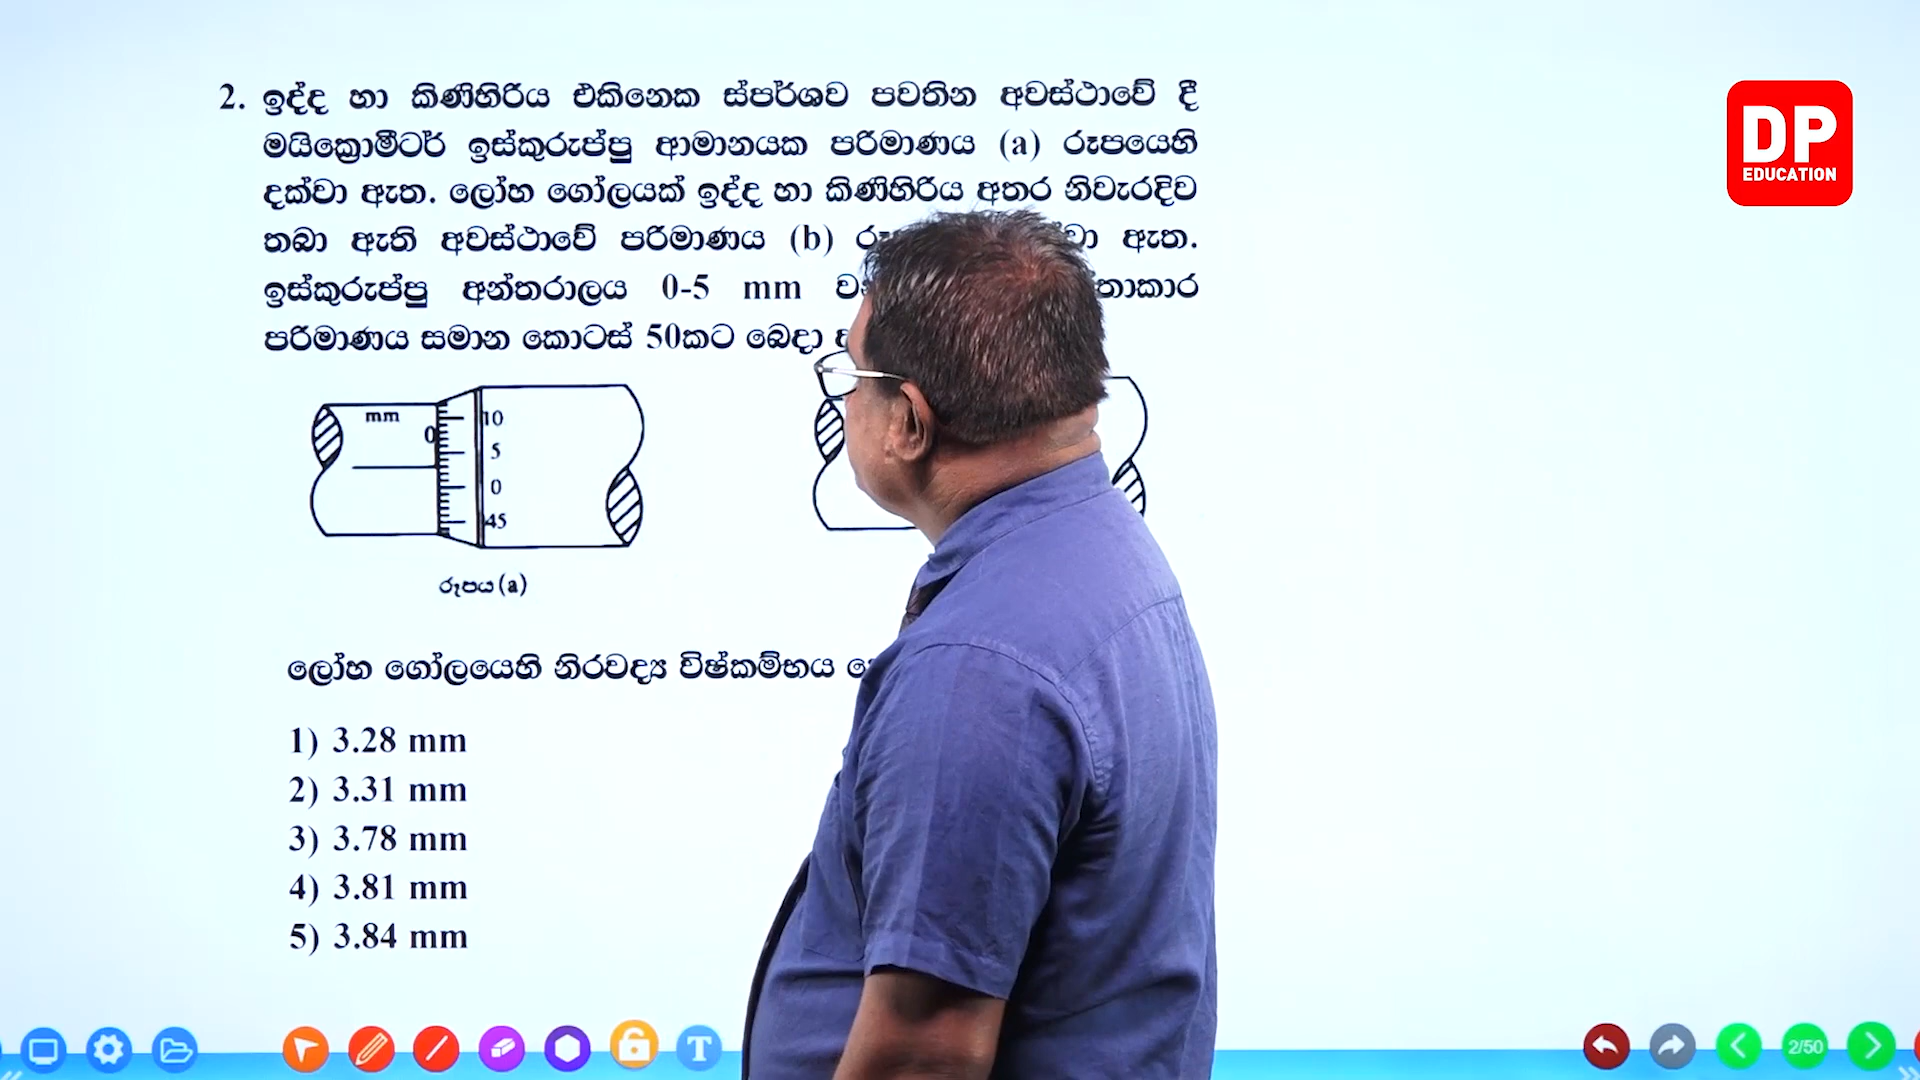 2. ඉද්ද හා කිණිහිරිය එකිනෙක ස්පර්ශව පවතින අවස්ථාවේ දී
මයික්‍රොමීටර් ඉස්කුරුප්පු ආමානයක පරිමාණය (a) රූපයෙහි
දක්වා ඇත. ලෝහ ගෝලයක් ඉද්ද හා කිණිහිරිය අතර නිවැරදිව
තබා ඇති අවස්ථාවේ පරිමාණය (b) ඇත.
ඉස්කුරුප්පු අන්තරාලය 0-5 mm
පරිමාණය සමාන කොටස් 50කට බෙදා
mm
0
10
5
0
45
රූපය (a)
ලෝහ ගෝලයෙහි නිරවද්‍ය විෂ්කම්භය
1) 3.28 mm
2) 3.31 mm
3) 3.78 mm
4) 3.81 mm
5) 3.84 mm
DP
EDUCATION
T
2/50